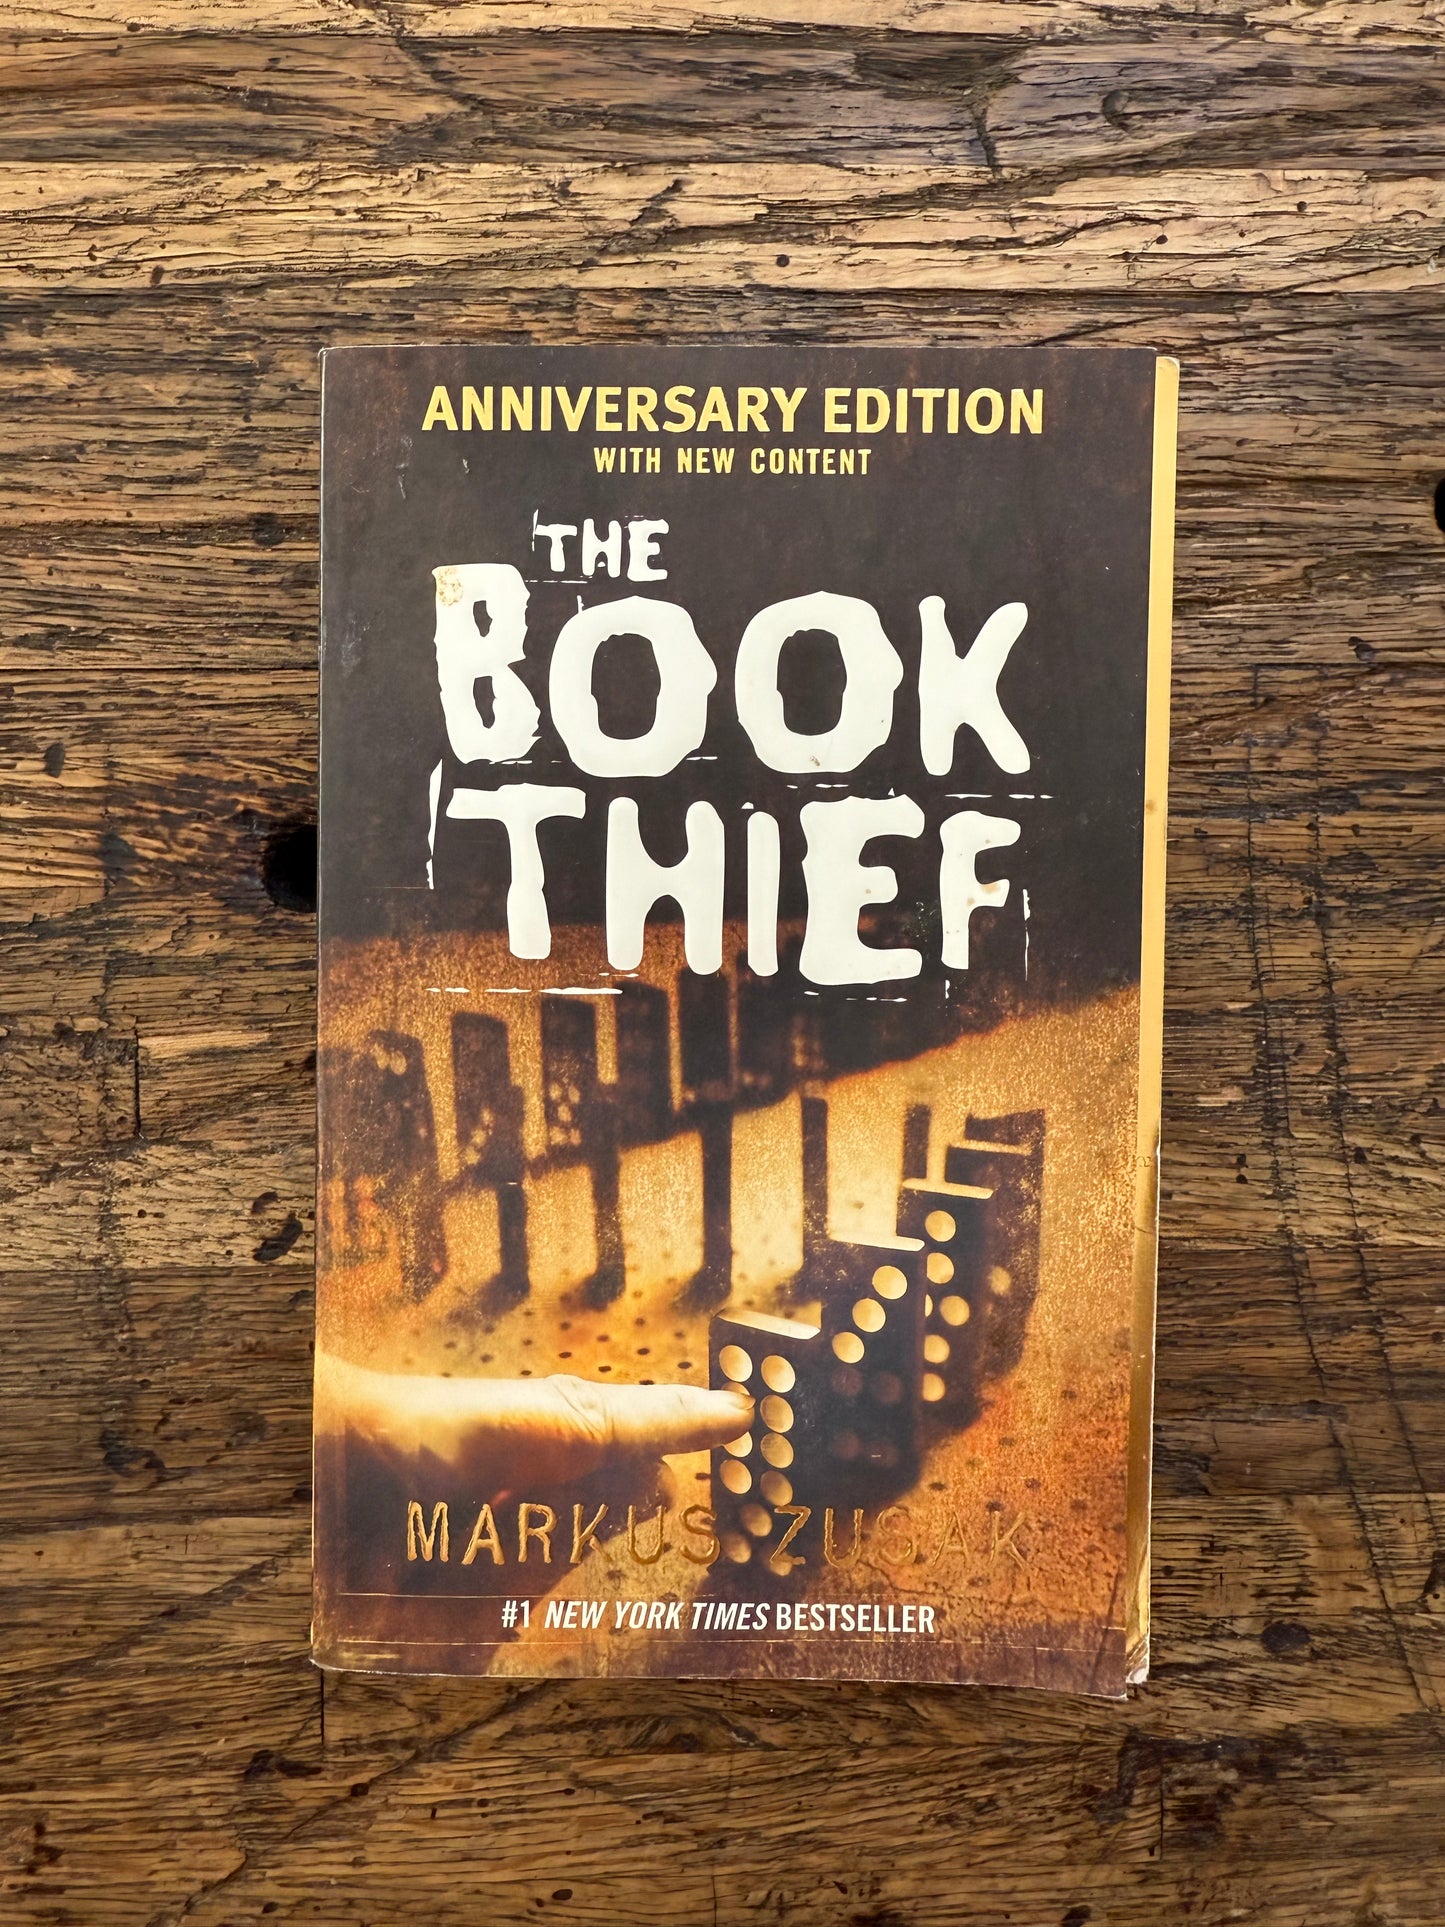 ANNIVERSARY EDITION
WITH NEW CONTENT
THE
BOOK
THIEF
MARKUS ZUSAK
#1 NEW YORK TIMES BESTSELLER